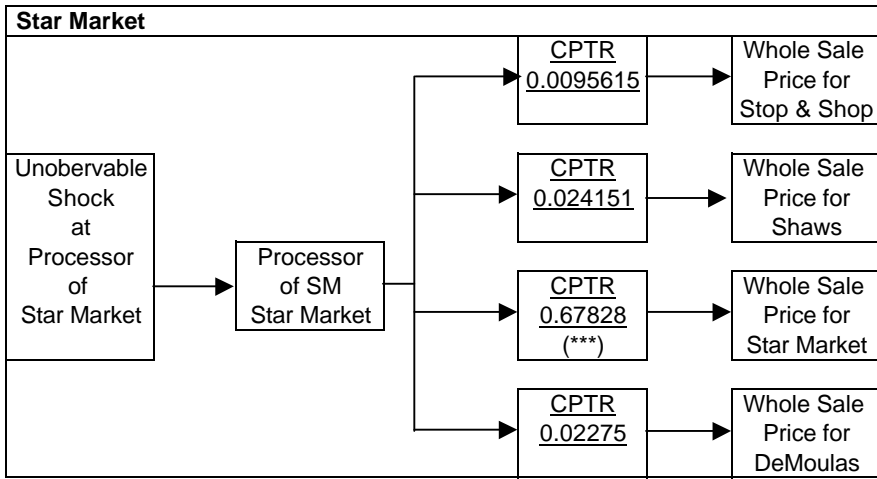 Star Market
CPTR
0.0095615
Whole Sale
Price for
Stop & Shop
Unobervable
Shock
at
Processor
of
Star Market
Processor
of SM
Star Market
CPTR
0.024151
Whole Sale
Price for
Shaws
CPTR
0.67828
(***)
Whole Sale
Price for
Star Market
CPTR
0.02275
Whole Sale
Price for
DeMoulas